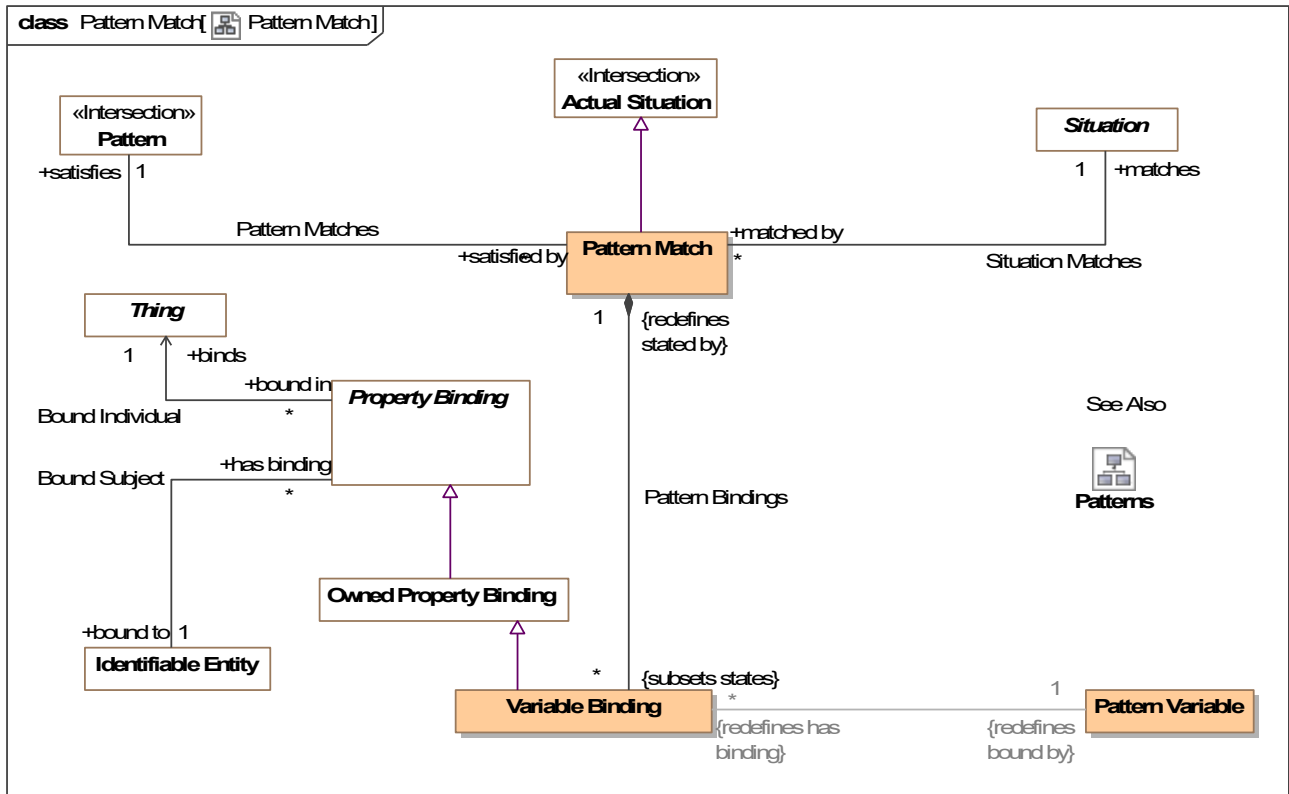 class Pattern Match[ Pattern Match]
«Intersection»
Actual Situation
«Intersection»
Pattern
Situation
+satisfies 1
1 +matches
Pattern Matches
+satisfied by
*
Pattern Match
+matched by
*
Situation Matches
Thing
1 +binds
1
{redefines
stated by}
+bound in
*
Property Binding
Bound Individual
See Also
+has binding
*
Bound Subject
Pattern Bindings
Patterns
Owned Property Binding
+bound to 1
Identifiable Entity
* {subsets states}
Variable Binding
*
1
Pattern Variable
{redefines has
binding}
{redefines
bound by}